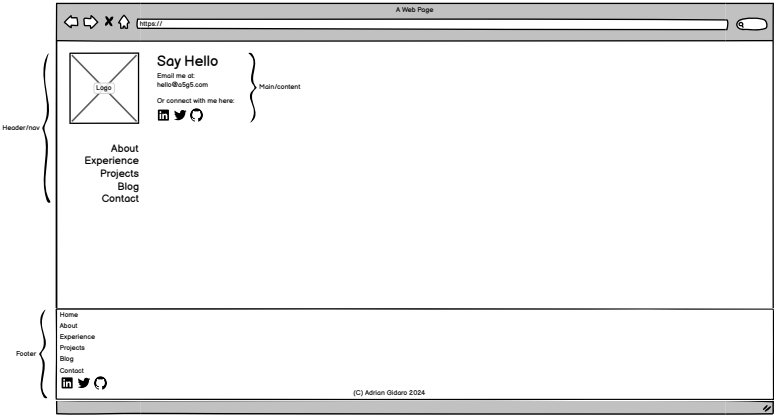 A Web Page
https://
Logo
Say Hello
Email me at:
hello@a5g5.com
Or connect with me here:
Main/content
Header/nav
About
Experience
Projects
Blog
Contact
Home
About
Experience
Projects
Blog
Contact
Footer
(C) Adrian Gidaro 2024